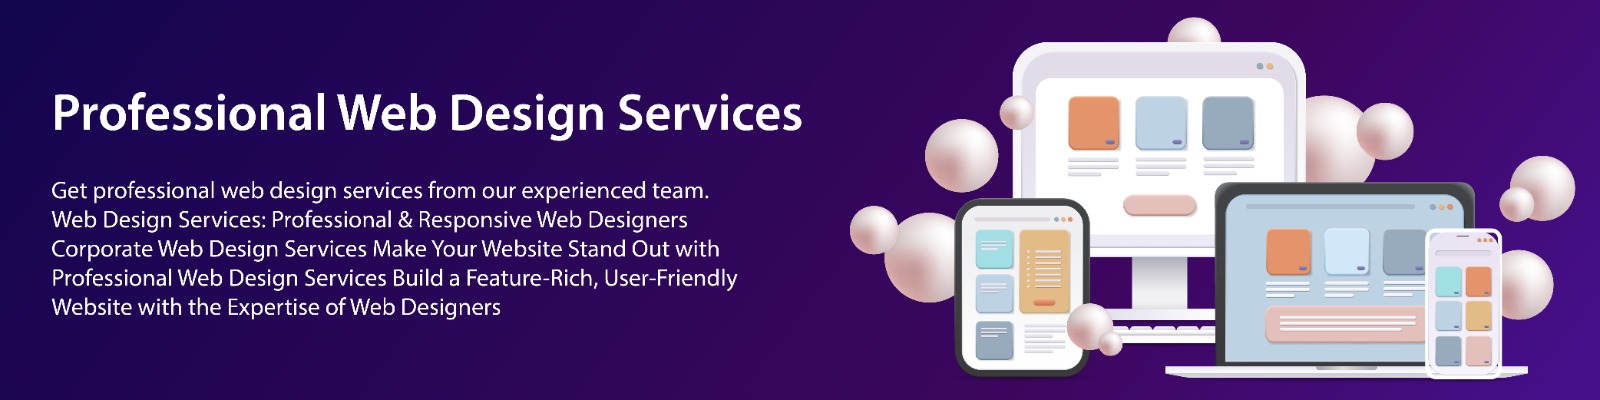 Professional Web Design Services
Get professional web design services from our experienced team.
Web Design Services: Professional & Responsive Web Designers
Corporate Web Design Services Make Your Website Stand Out with
Professional Web Design Services Build a Feature-Rich, User-Friendly
Website with the Expertise of Web Designers